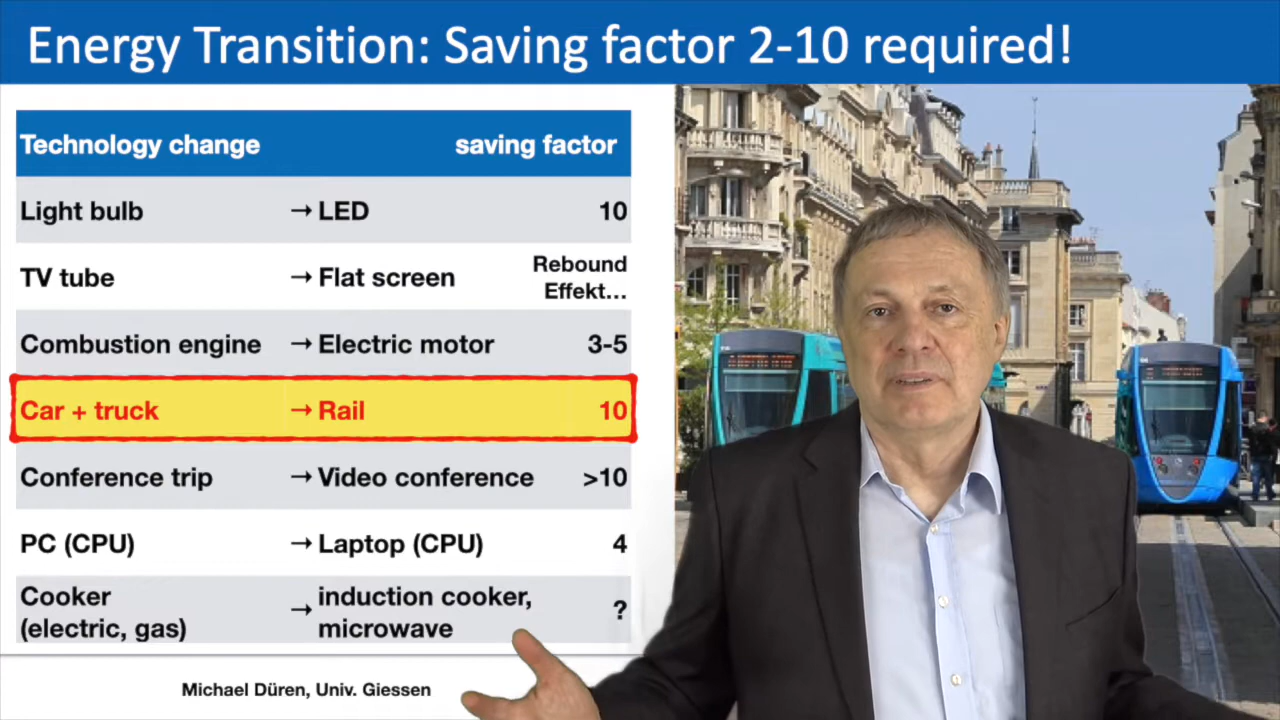 Energy Transition: Saving factor 2-10 required!
Technology change saving factor
Light bulb → LED 10
TV tube → Flat screen Rebound
Effekt...
Combustion engine → Electric motor 3-5
Car + truck → Rail 10
Conference trip → Video conference >10
PC (CPU) → Laptop (CPU) 4
Cooker
(electric, gas) → induction cooker,
microwave ?
Michael Düren, Univ. Giessen